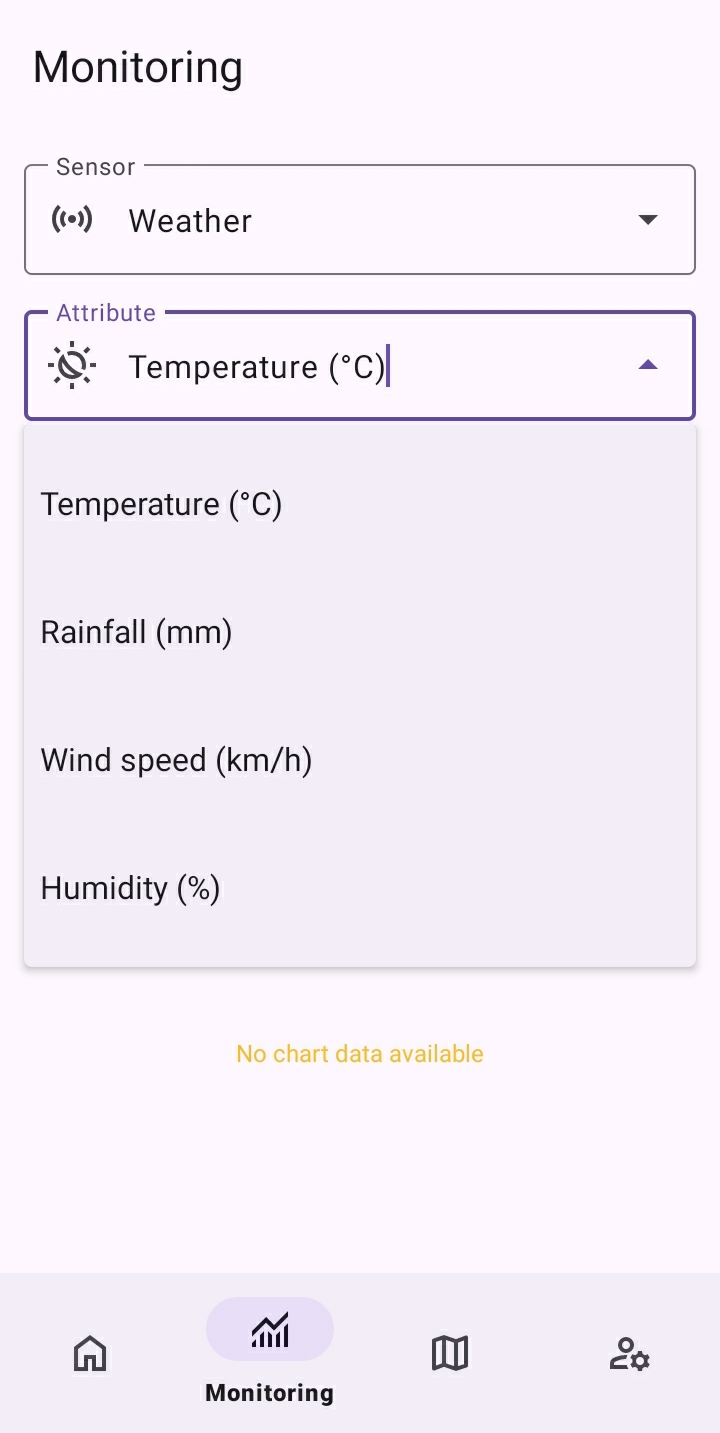 Monitoring
Sensor
Weather
Attribute
Temperature (°C)
Temperature (°C)
Rainfall (mm)
Wind speed (km/h)
Humidity (%)
No chart data available
Monitoring